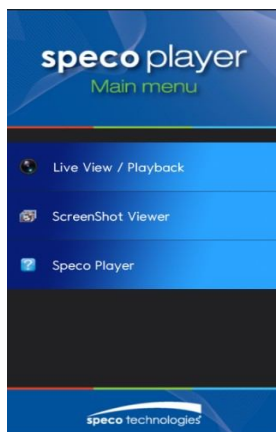 speco player
Main menu
Live View / Playback
ScreenShot Viewer
Speco Player
speco technologies